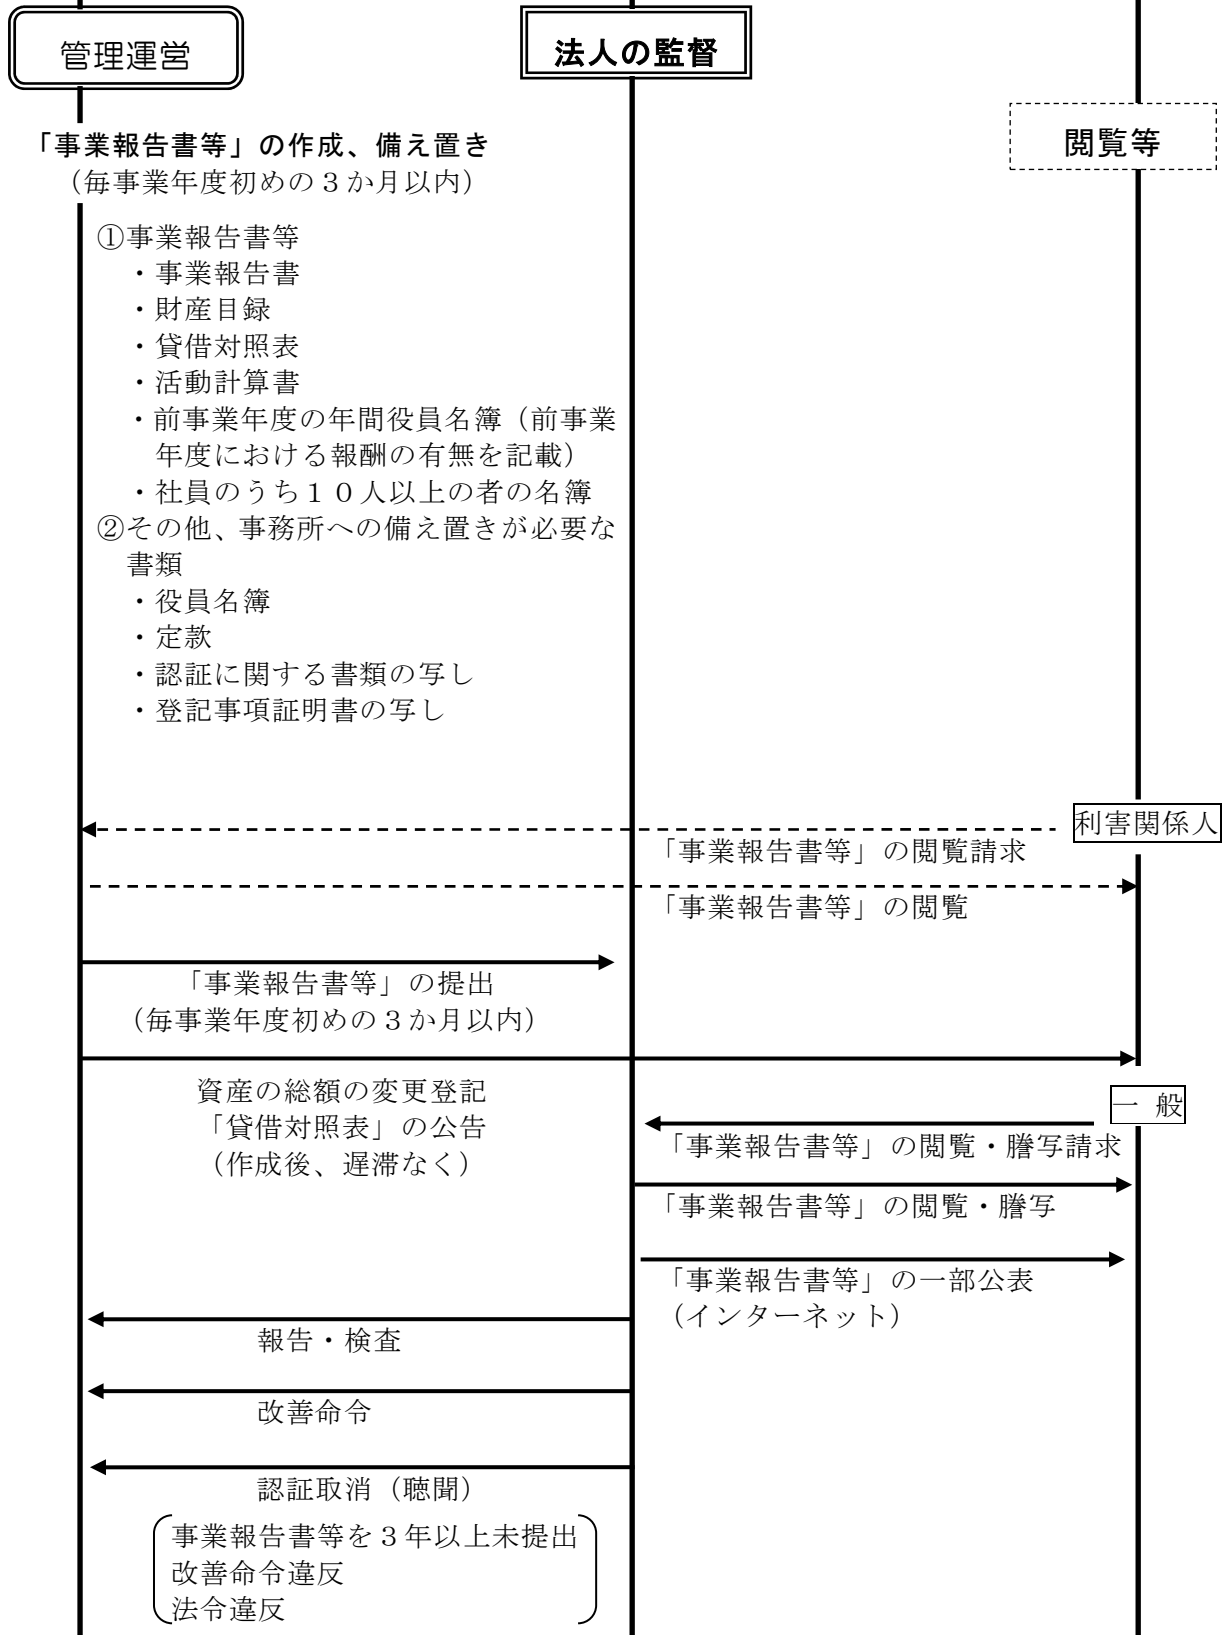 管理運営
法人の監督
閲覧等
「事業報告書等」の作成、備え置き
（毎事業年度初めの３か月以内）
①事業報告書等
・事業報告書
・財産目録
・貸借対照表
・活動計算書
・前事業年度の年間役員名簿（前事業
年度における報酬の有無を記載）
・社員のうち１０人以上の者の名簿
②その他、事務所への備え置きが必要な
書類
・役員名簿
・定款
・認証に関する書類の写し
・登記事項証明書の写し
利害関係人
「事業報告書等」の閲覧請求
「事業報告書等」の閲覧
「事業報告書等」の提出
（毎事業年度初めの３か月以内）
資産の総額の変更登記
「貸借対照表」の公告
（作成後、遅滞なく）
一 般
「事業報告書等」の閲覧・謄写請求
「事業報告書等」の閲覧・謄写
「事業報告書等」の一部公表
（インターネット）
報告・検査
改善命令
認証取消（聴聞）
事業報告書等を３年以上未提出
改善命令違反
法令違反